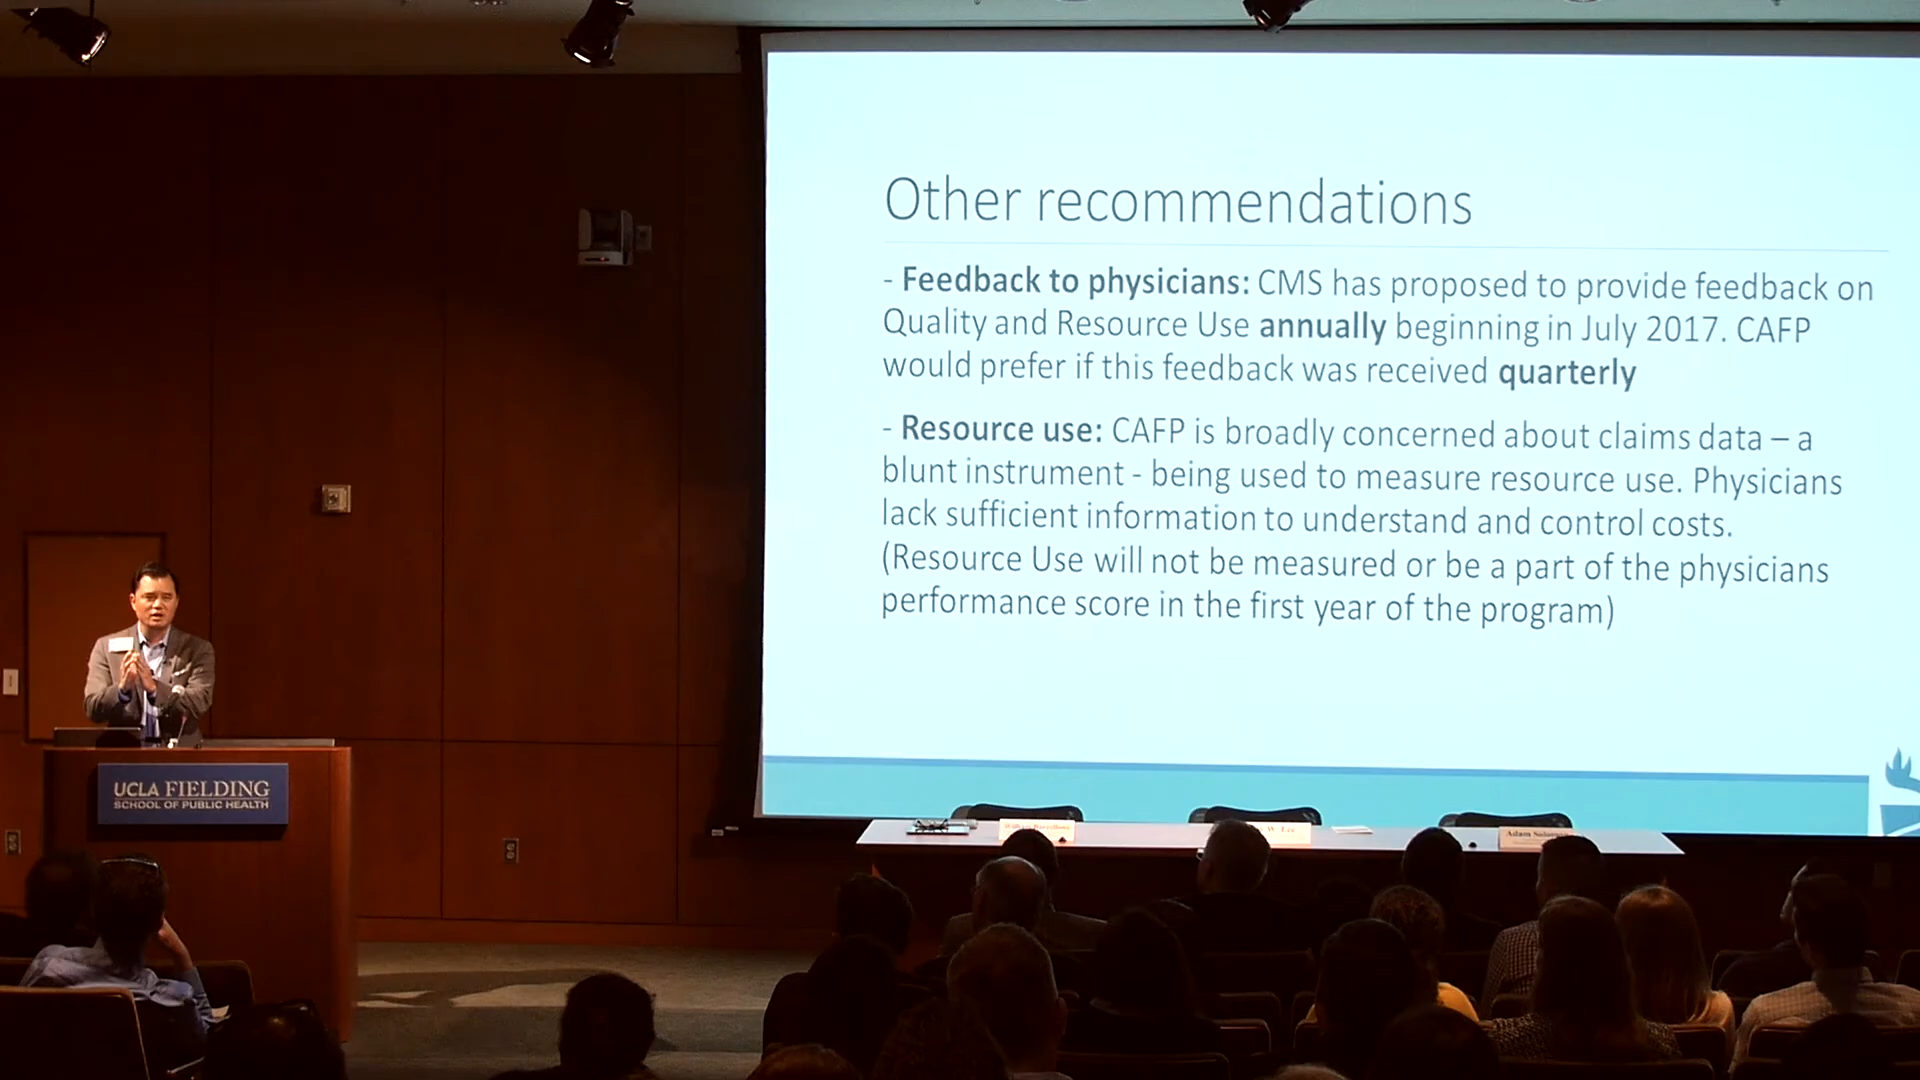 Other recommendations
- Feedback to physicians: CMS has proposed to provide feedback on
Quality and Resource Use annually beginning in July 2017. CAFP
would prefer if this feedback was received quarterly
- Resource use: CAFP is broadly concerned about claims data – a
blunt instrument - being used to measure resource use. Physicians
lack sufficient information to understand and control costs.
(Resource Use will not be measured or be a part of the physicians
performance score in the first year of the program)
UCLA FIELDING
SCHOOL OF PUBLIC HEALTH
W. Lee
Adam